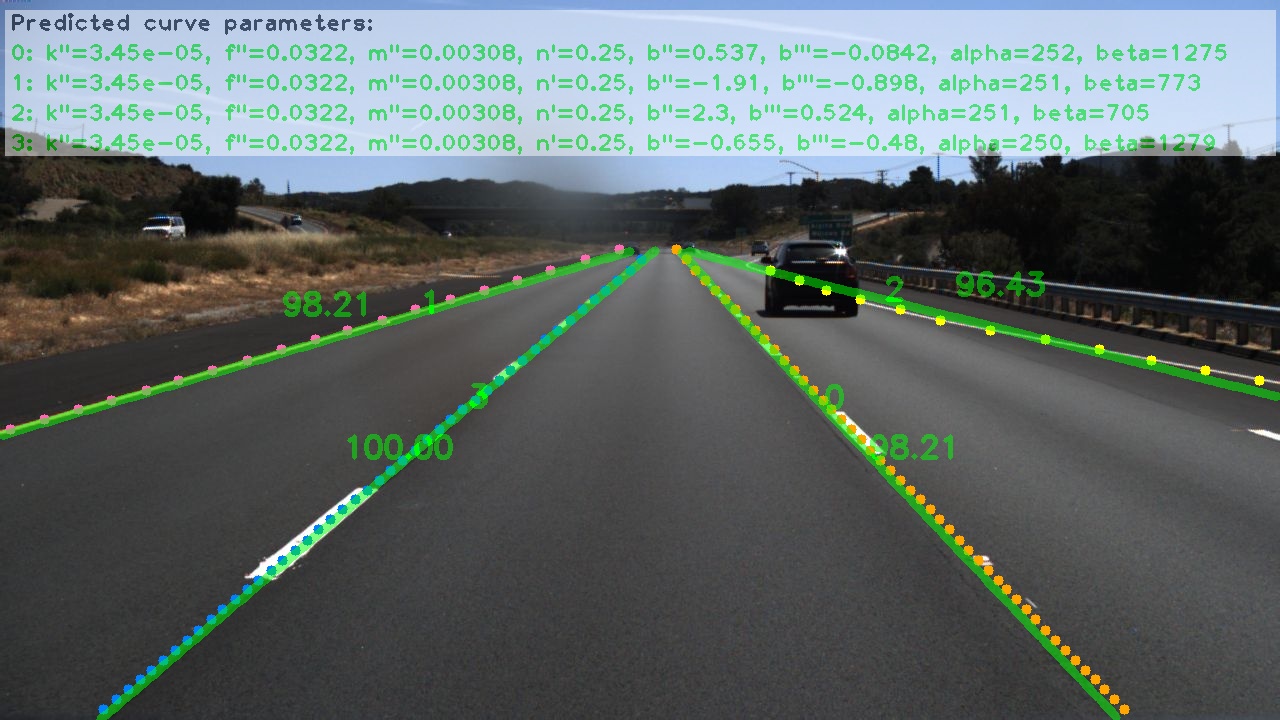 Predicted curve parameters:
0: k''=3.45e-05, f''=0.0322, m''=0.00308, n'=0.25, b''=0.537, b'''=-0.0842, alpha=252, beta=1275
1: k''=3.45e-05, f''=0.0322, m''=0.00308, n'=0.25, b''=-1.91, b'''=-0.898, alpha=251, beta=773
2: k''=3.45e-05, f''=0.0322, m''=0.00308, n'=0.25, b''=2.3, b'''=0.524, alpha=251, beta=705
3: k''=3.45e-05, f''=0.0322, m''=0.00308, n'=0.25, b''=-0.655, b'''=-0.48, alpha=250, beta=1279
98.21 1 2 96.43
3 0
100.00 98.21